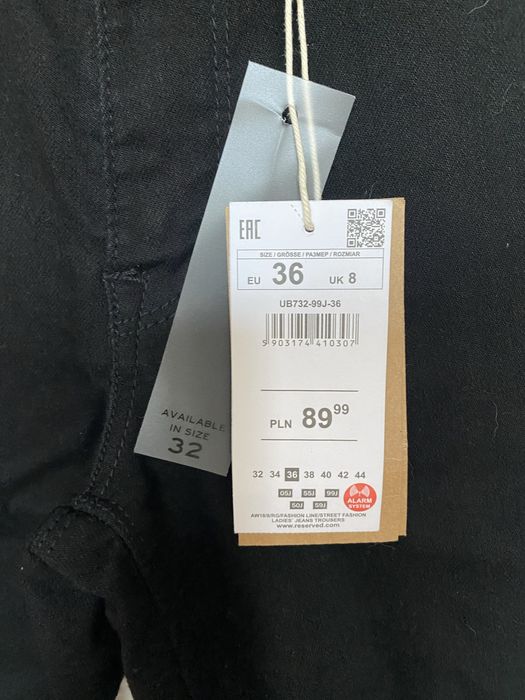 AVAILABLE
IN SIZE
32
EAC
SIZE / GRÖSSE / РАЗМЕР / ROZMIAR
EU 36 UK 8
UB732-99J-36
5 903174 410307
PLN 89 99
32 34 36 38 40 42 44
05J 55J 99J
50J 59J
ALARM
SYSTEM
AW18/8/RG/FASHION LINE/STREET FASHION
LADIES' JEANS TROUSERS
www.reserved.com